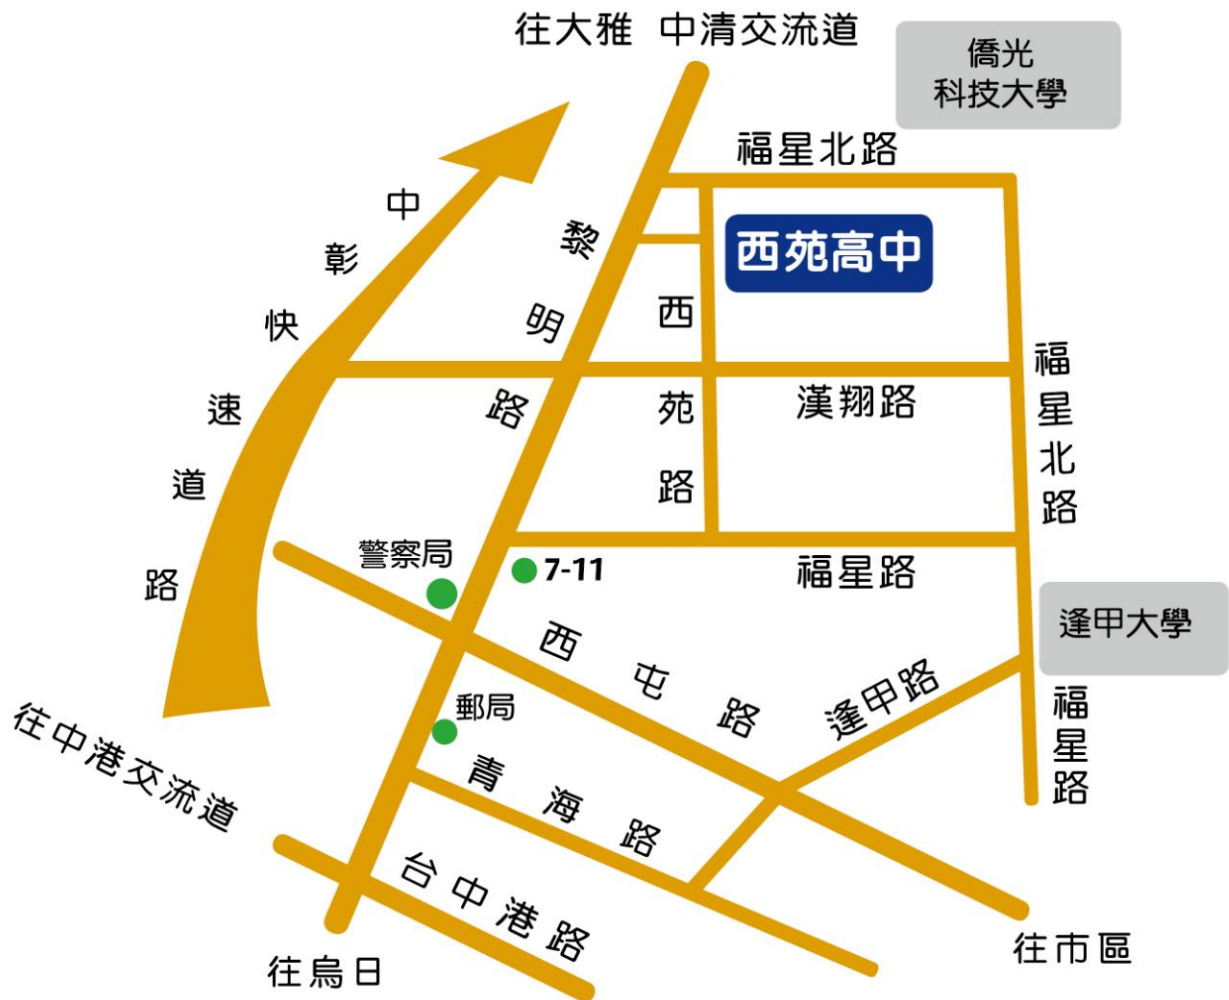 往大雅 中清交流道
僑光
科技大學
福星北路
中彰快速道路
黎明路
西苑高中
西苑路
漢翔路
福星北路
警察局
7-11
福星路
逢甲大學
西屯路
逢甲路
福星路
郵局
青海路
往中港交流道
台中港路
往烏日
往市區